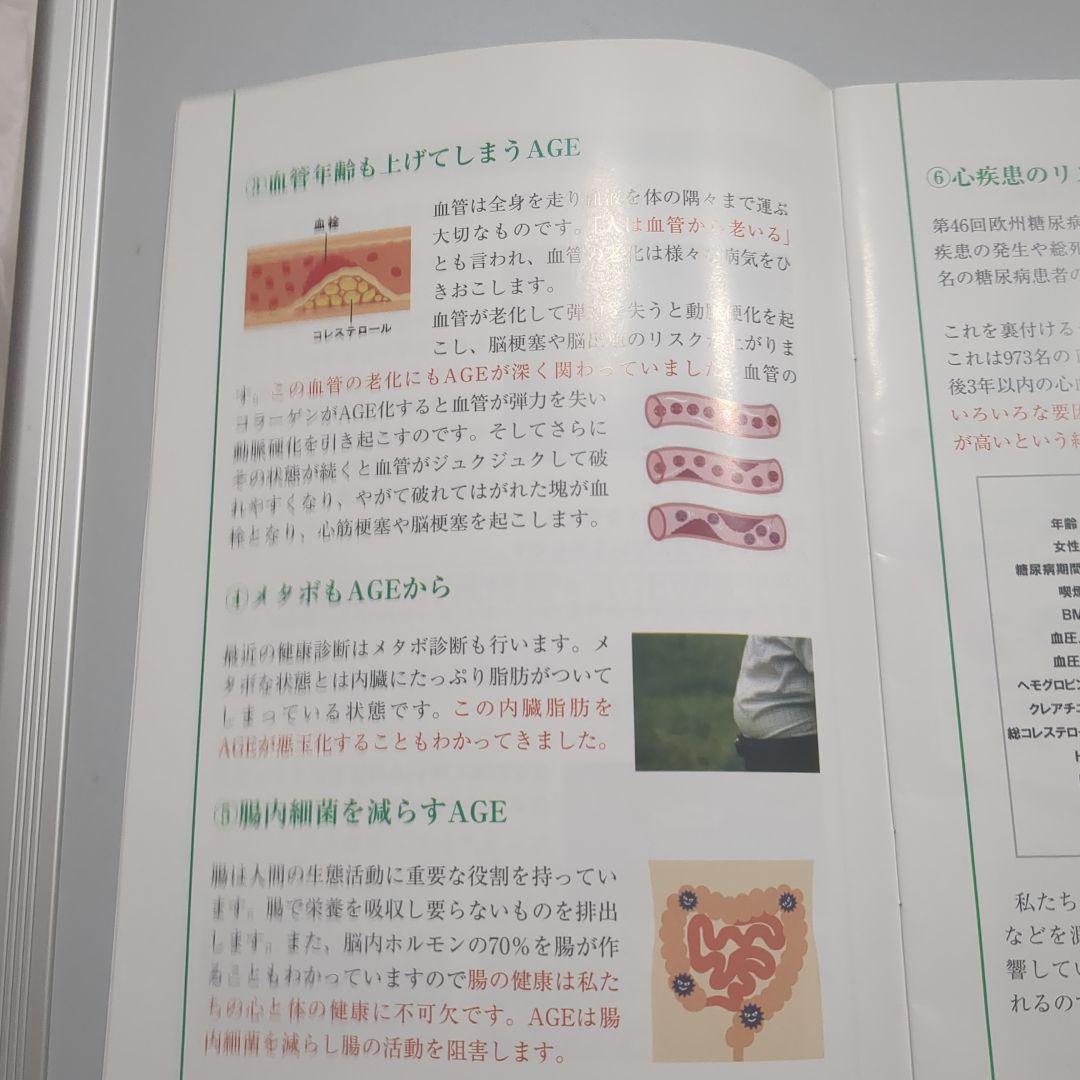 ③血管年齢も上げてしまうAGE
血栓
コレステロール
血管は全身を走り血液を体の隅々まで運ぶ
大切なものです。「人は血管から老いる」
とも言われ、血管の老化は様々な病気をひ
きおこします。
血管が老化して弾力を失うと動脈硬化を起
こし、脳梗塞や脳出血のリスクが上がりま
す。この血管の老化にもAGEが深く関わっていました。血管の
コラーゲンがAGE化すると血管が弾力を失い
動脈硬化を引き起こすのです。そしてさらに
その状態が続くと血管がジュクジュクして破
れやすくなり、やがて破れてはがれた塊が血
栓となり、心筋梗塞や脳梗塞を起こします。
④メタボもAGEから
最近の健康診断はメタボ診断も行います。メ
タボな状態とは内臓にたっぷり脂肪がついて
しまっている状態です。この内臓脂肪を
AGEが悪玉化することもわかってきました。
⑤腸内細菌を減らすAGE
腸は人間の生態活動に重要な役割を持ってい
ます。腸で栄養を吸収し要らないものを排出
します。また、脳内ホルモンの70%を腸が作
ることもわかっていますので腸の健康は私た
ちの心と体の健康に不可欠です。AGEは腸
内細菌を減らし腸の活動を阻害します。
⑥心疾患のリス
第46回欧州糖尿病
疾患の発生や総死
名の糖尿病患者の
これを裏付ける
これは973名の
後3年以内の心血
いろいろな要因
が高いという結
年齢
女性
糖尿病期間
喫煙
BM
血圧
血圧
ヘモグロビン
クレアチニ
総コレステロー
私たち
などを測
響してい
れるので